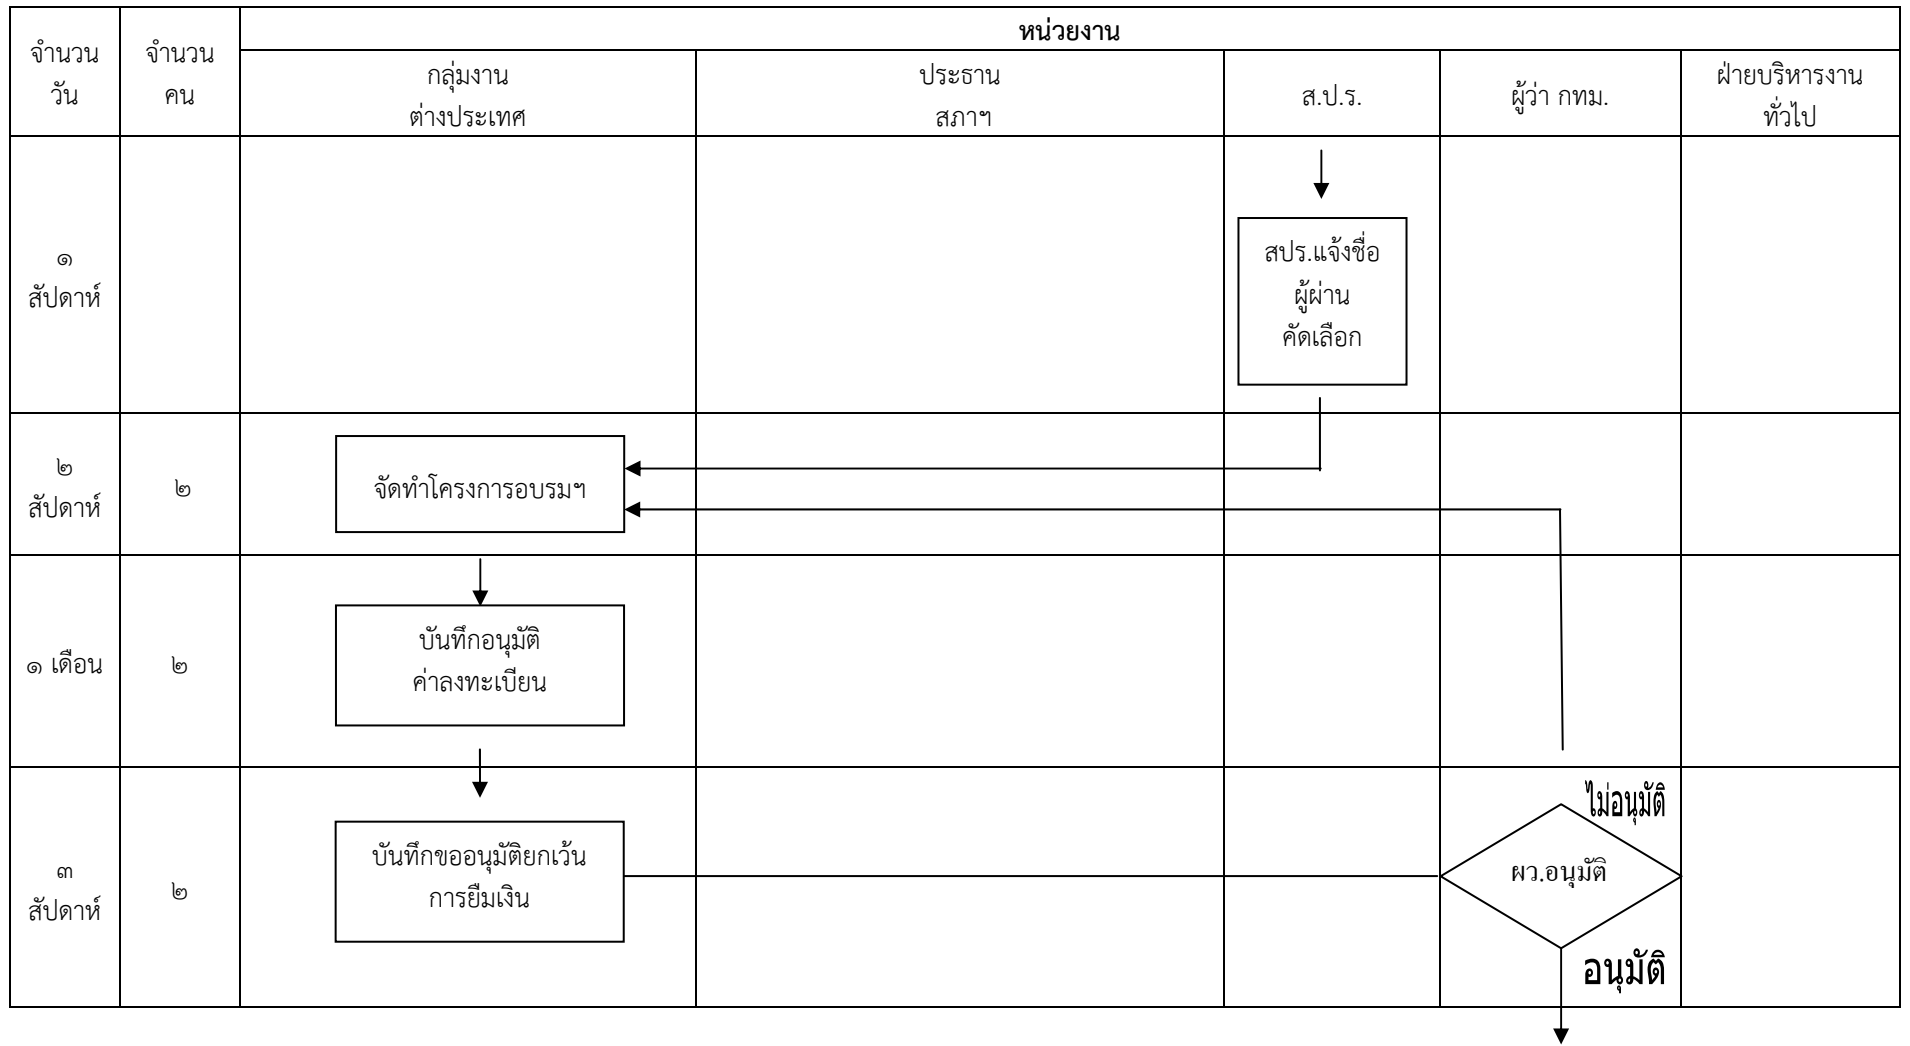 จำนวน
วัน
จำนวน
คน
หน่วยงาน
กลุ่มงาน
ต่างประเทศ
ประธาน
สภาฯ
ส.ป.ร.
ผู้ว่า กทม.
ฝ่ายบริหารงาน
ทั่วไป
๑
สัปดาห์
สปร.แจ้งชื่อ
ผู้ผ่าน
คัดเลือก
๒
สัปดาห์
๒
จัดทำโครงการอบรมฯ
๑ เดือน
๒
บันทึกอนุมัติ
ค่าลงทะเบียน
๓
สัปดาห์
๒
บันทึกขออนุมัติยกเว้น
การยืมเงิน
ไม่อนุมัติ
ผว.อนุมัติ
อนุมัติ